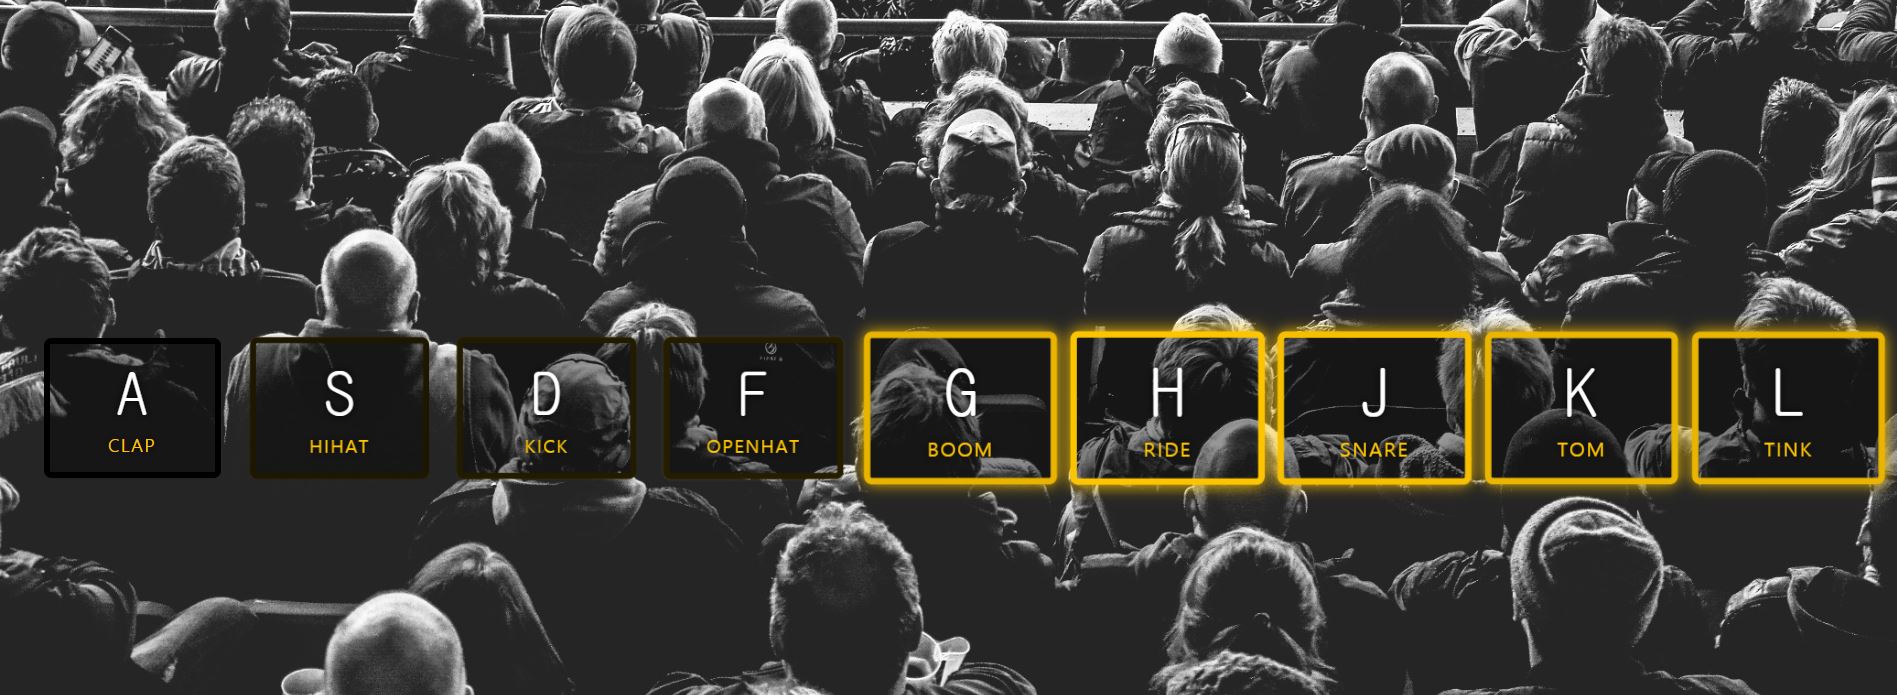 A
CLAP
S
HIHAT
D
KICK
F
OPENHAT
G
BOOM
H
RIDE
J
SNARE
K
TOM
L
TINK